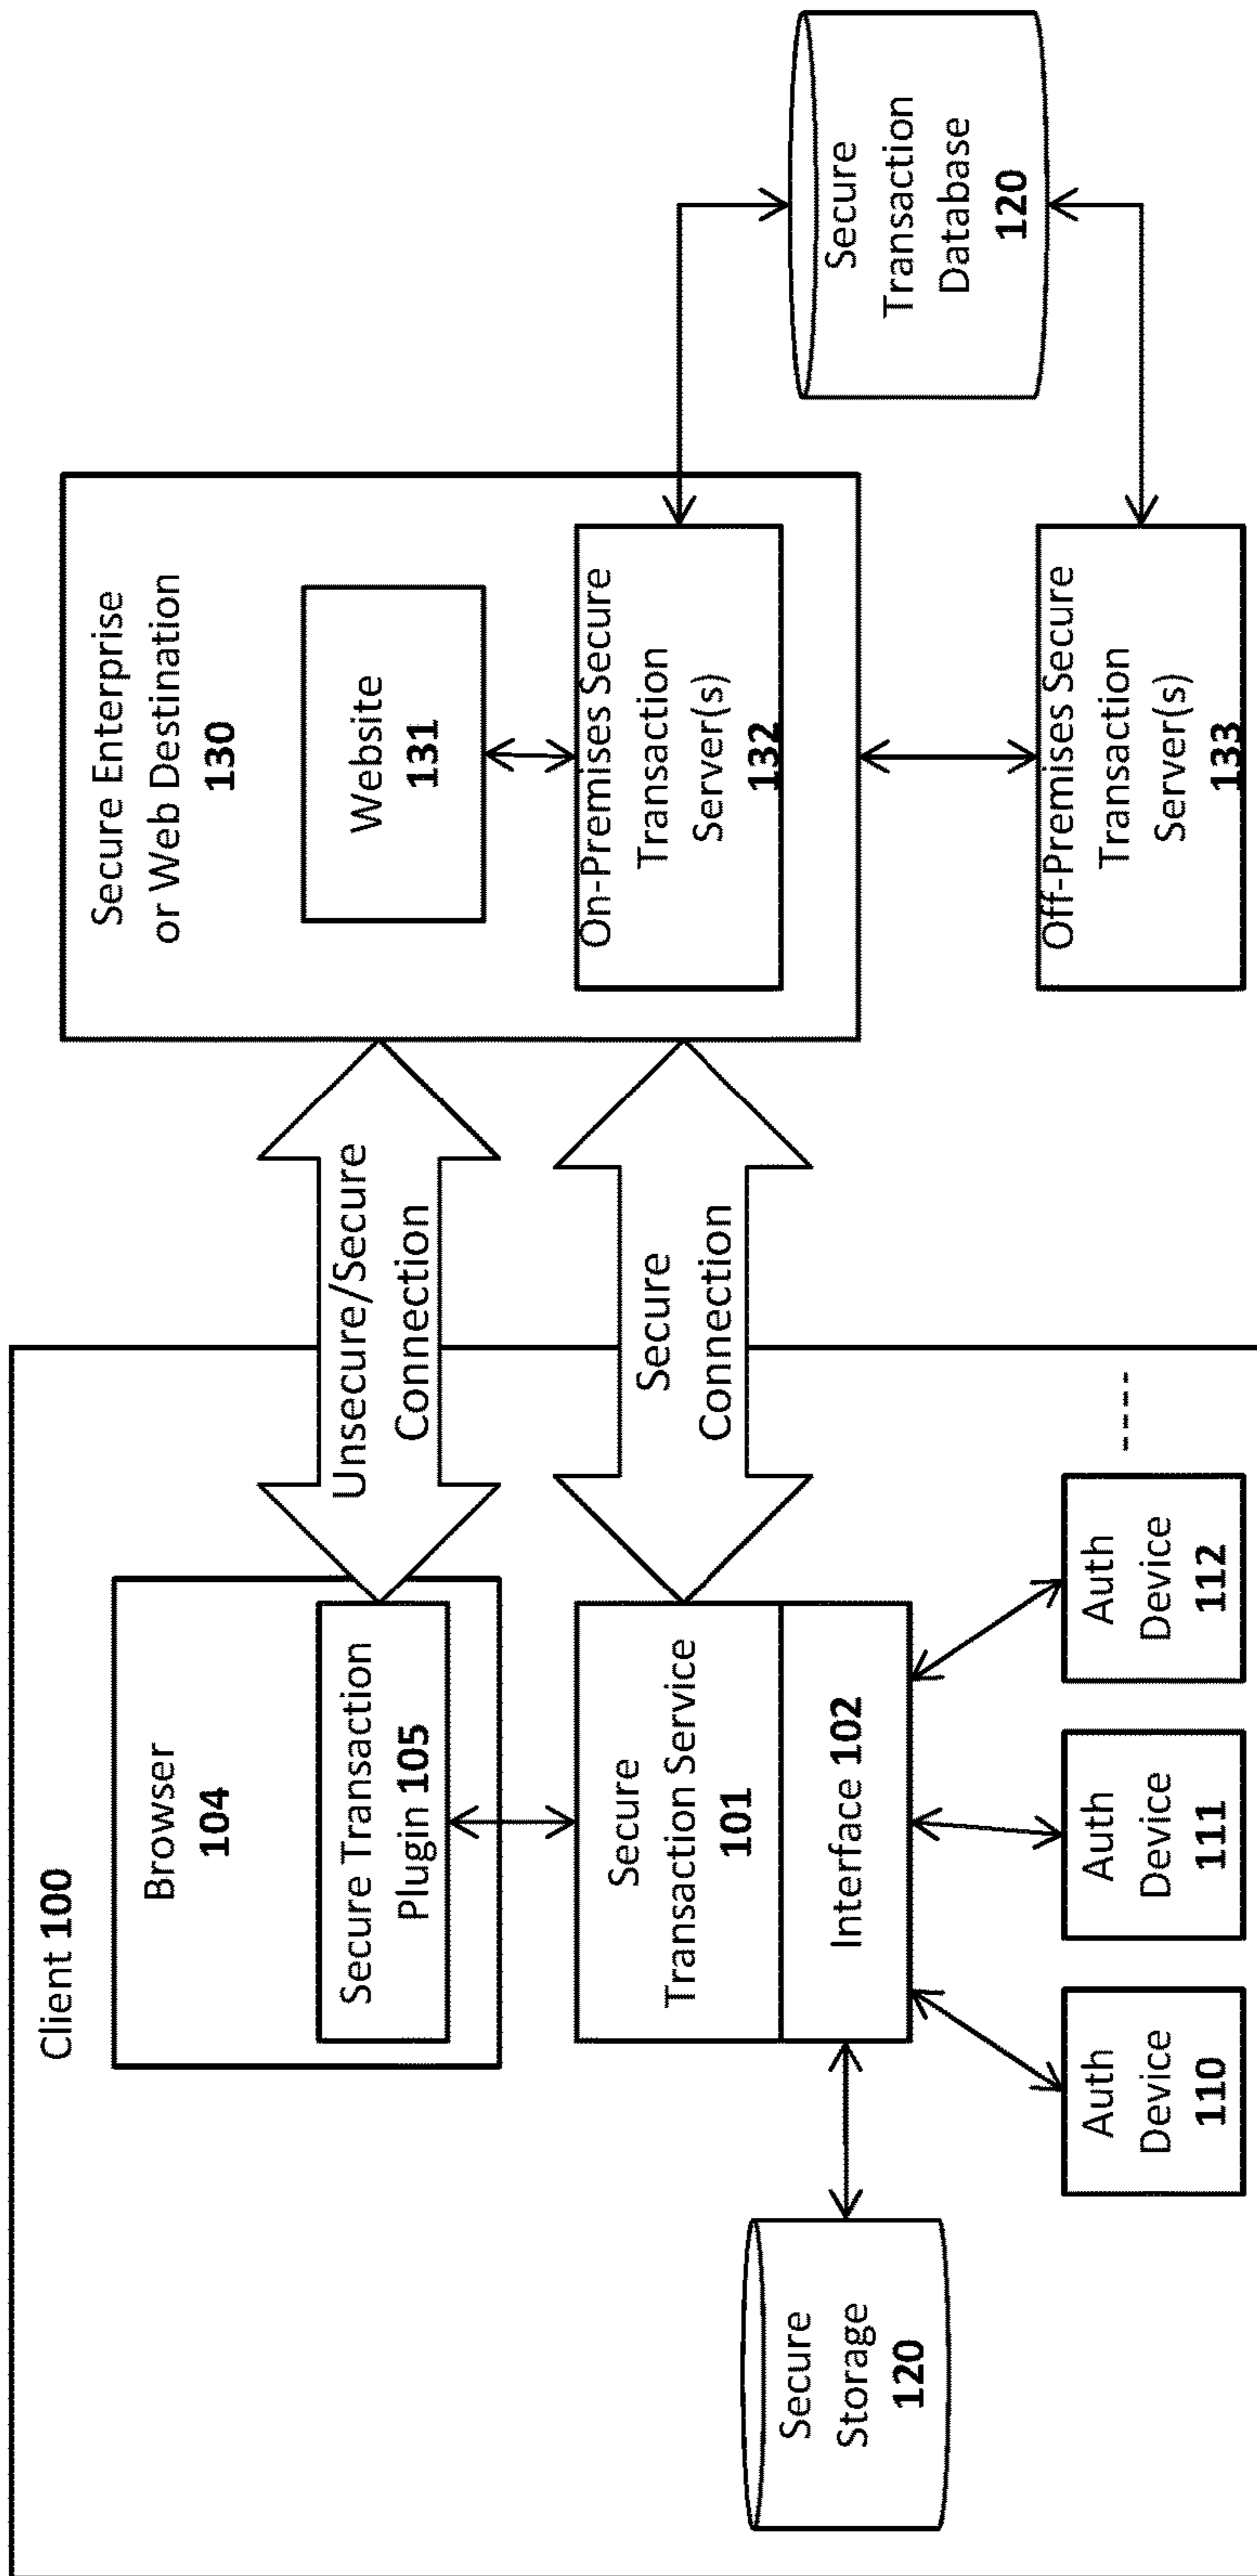 Client 100
Browser
104
Secure Transaction
Plugin 105
Secure
Transaction Service
101
Interface 102
Secure
Storage
120
Auth
Device
110
Auth
Device
111
Auth
Device
112
-----
Unsecure/Secure
Connection
Secure
Connection
Secure Enterprise
or Web Destination
130
Website
131
On-Premises Secure
Transaction
Server(s)
132
Off-Premises Secure
Transaction
Server(s)
133
Secure
Transaction
Database
120